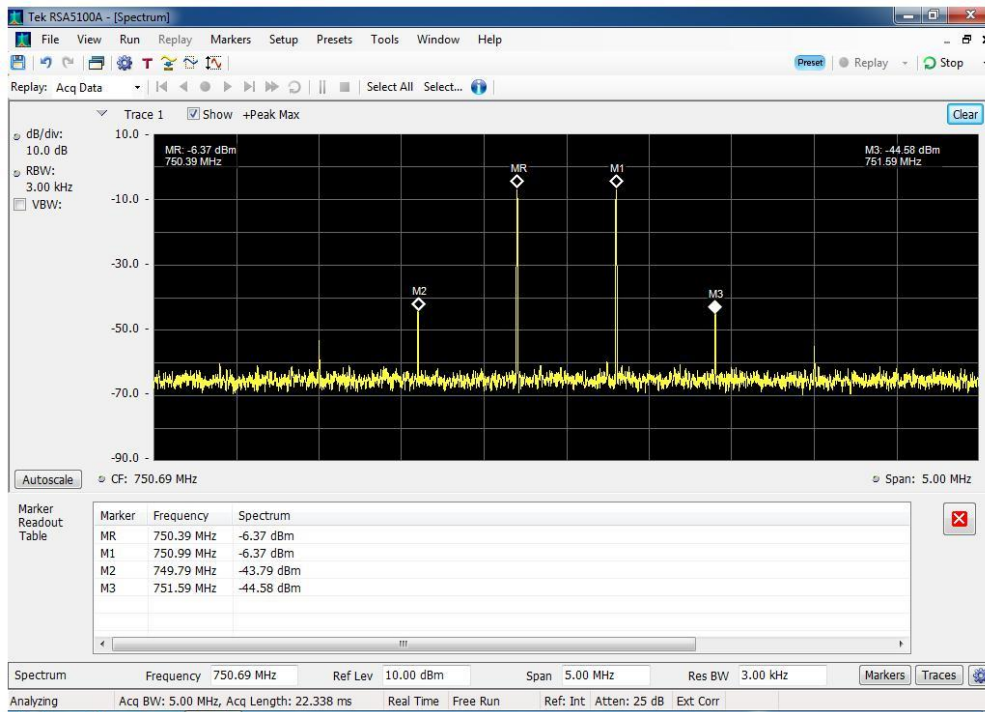 Tek RSA5100A - [Spectrum]
File View Run Replay Markers Setup Presets Tools Window Help
Preset Replay Stop
Replay: Acq Data Select All Select...
Trace 1 Show +Peak Max Clear
dB/div:
10.0 dB
RBW:
3.00 kHz
VBW:
10.0
-10.0
-30.0
-50.0
-70.0
-90.0
MR: -6.37 dBm
750.39 MHz
M3: -44.58 dBm
751.59 MHz
MR
M1
M2
M3
Autoscale CF: 750.69 MHz Span: 5.00 MHz
Marker
Readout
Table
Marker Frequency Spectrum
MR 750.39 MHz -6.37 dBm
M1 750.99 MHz -6.37 dBm
M2 749.79 MHz -43.79 dBm
M3 751.59 MHz -44.58 dBm
Spectrum Frequency 750.69 MHz Ref Lev 10.00 dBm Span 5.00 MHz Res BW 3.00 kHz Markers Traces
Analyzing Acq BW: 5.00 MHz, Acq Length: 22.338 ms Real Time Free Run Ref: Int Atten: 25 dB Ext Corr